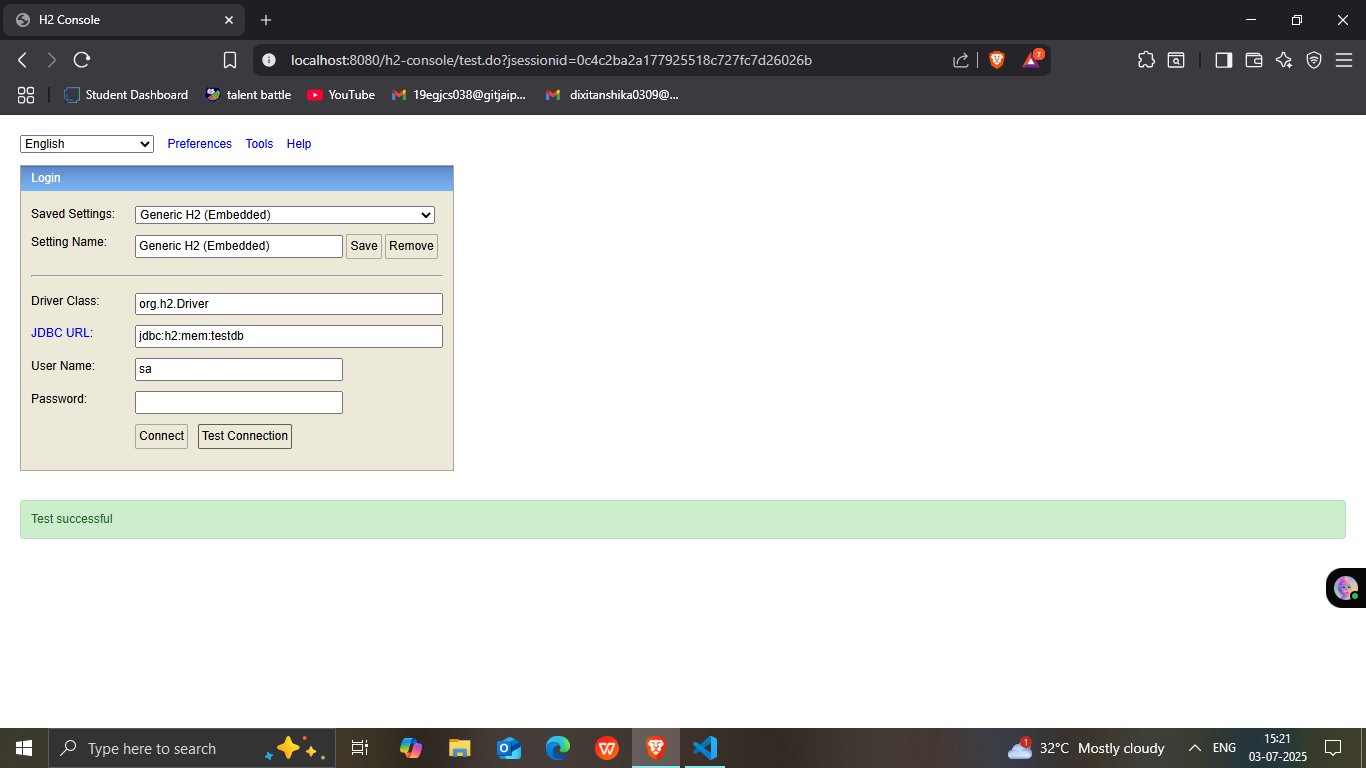 H2 Console
localhost:8080/h2-console/test.do?jsessionid=0c4c2ba2a177925518c727fc7d26026b
7
Student Dashboard talent battle YouTube 19egjcs038@gitjaip... dixitanshika0309@...
English Preferences Tools Help
Login
Saved Settings: Generic H2 (Embedded)
Setting Name: Generic H2 (Embedded) Save Remove
Driver Class: org.h2.Driver
JDBC URL: jdbc:h2:mem:testdb
User Name: sa
Password:
Connect Test Connection
Test successful
Type here to search
W
1
32°C Mostly cloudy
ENG
15:21
03-07-2025